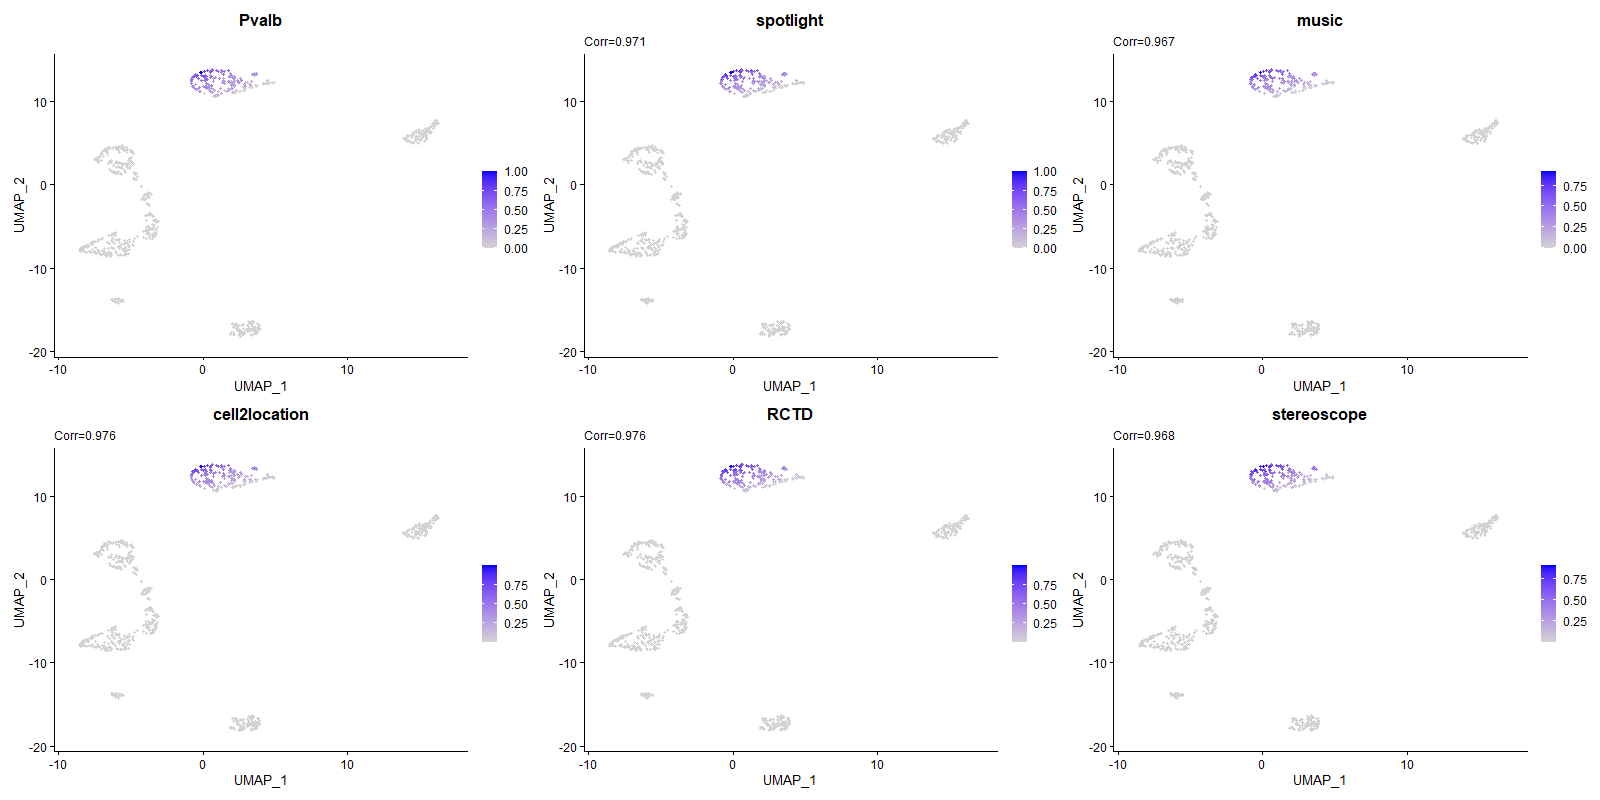 Pvalb
UMAP_2
10
0
-10
-20
-10
0
10
UMAP_1
1.00
0.75
0.50
0.25
0.00
spotlight
Corr=0.971
UMAP_2
10
0
-10
-20
-10
0
10
UMAP_1
1.00
0.75
0.50
0.25
0.00
music
Corr=0.967
UMAP_2
10
0
-10
-20
-10
0
10
UMAP_1
0.75
0.50
0.25
0.00
cell2location
Corr=0.976
UMAP_2
10
0
-10
-20
-10
0
10
UMAP_1
0.75
0.50
0.25
RCTD
Corr=0.976
UMAP_2
10
0
-10
-20
-10
0
10
UMAP_1
0.75
0.50
0.25
stereoscope
Corr=0.968
UMAP_2
10
0
-10
-20
-10
0
10
UMAP_1
0.75
0.50
0.25